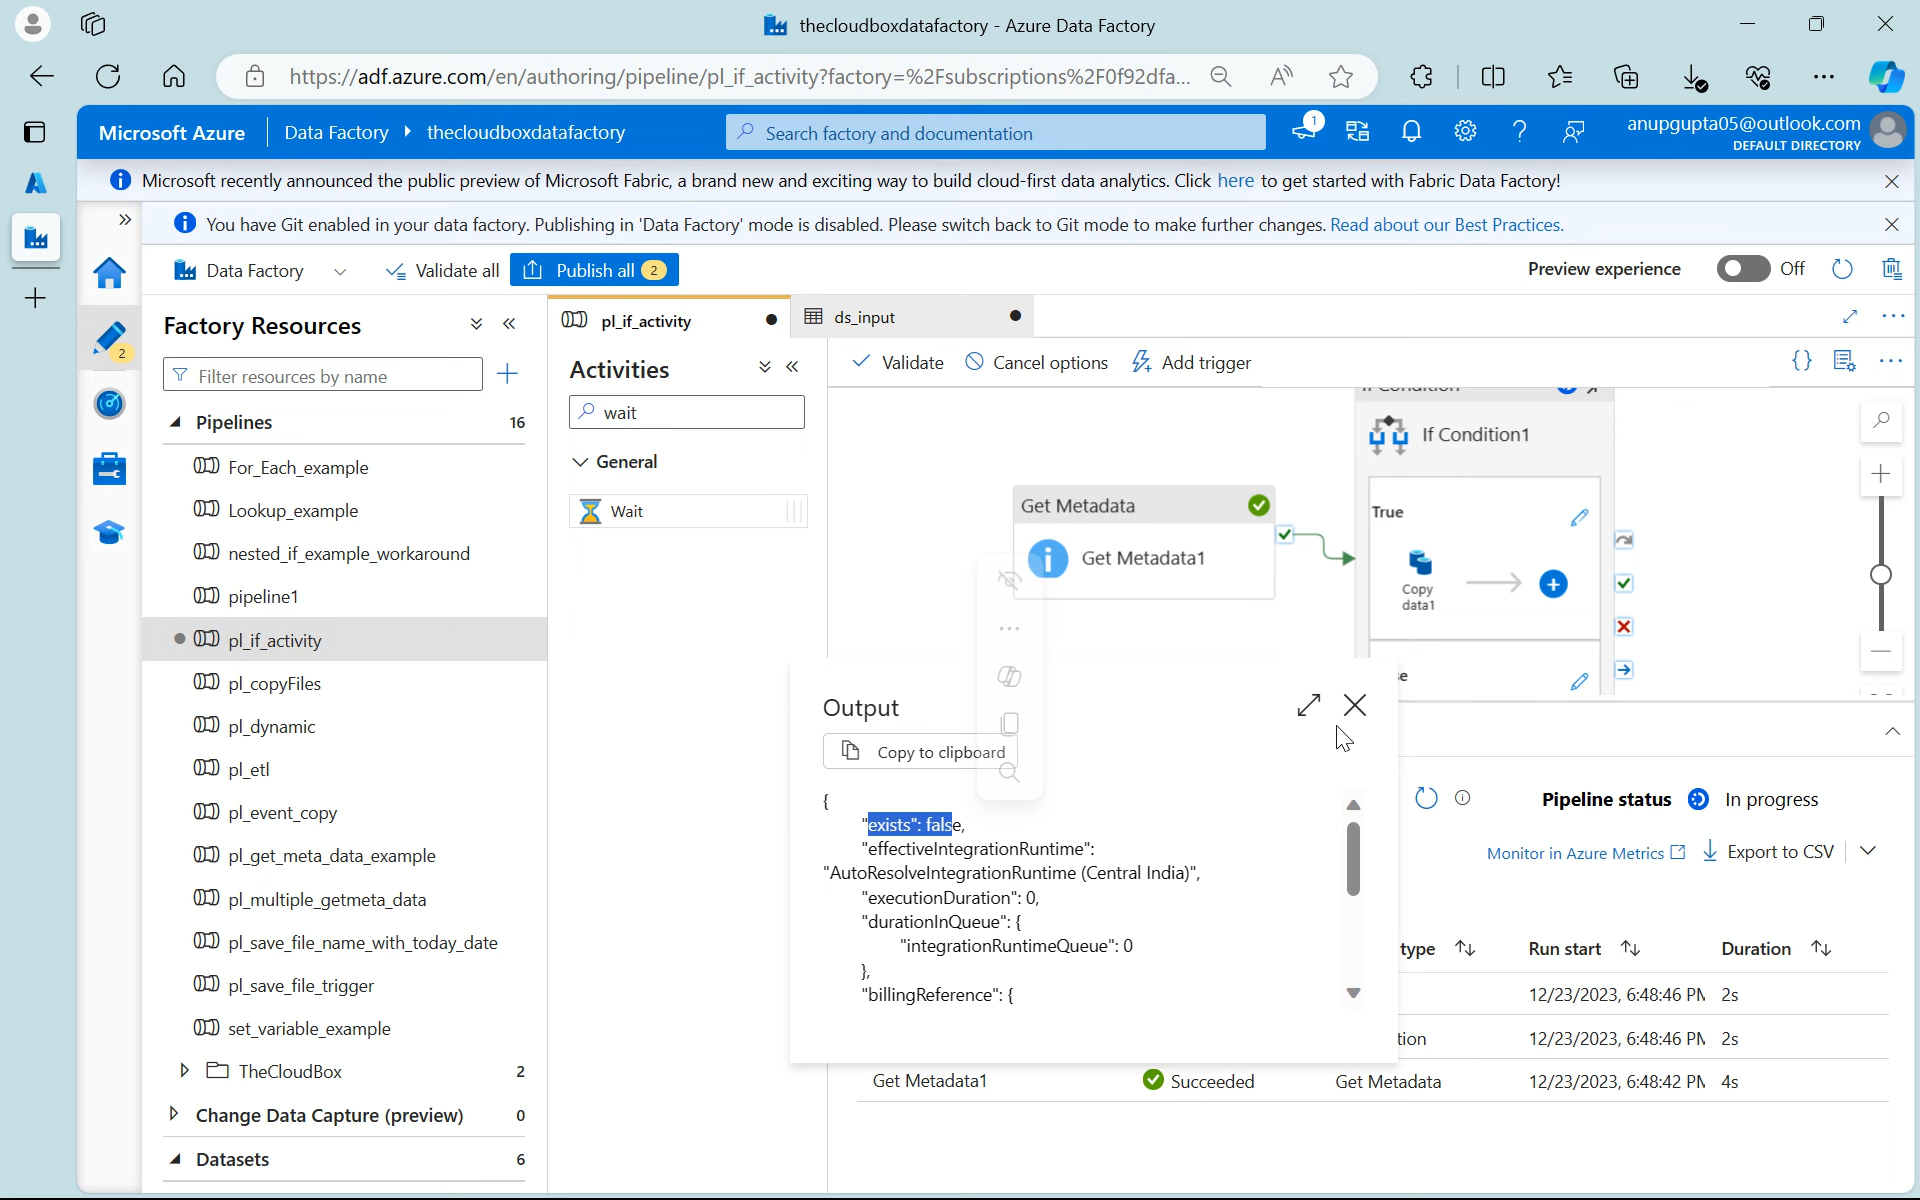 thecloudboxdatafactory - Azure Data Factory
https://adf.azure.com/en/authoring/pipeline/pl_if_activity?factory=%2Fsubscriptions%2F0f92dfa...
Microsoft Azure
Data Factory
thecloudboxdatafactory
Search factory and documentation
1
anupgupta05@outlook.com
DEFAULT DIRECTORY
Microsoft recently announced the public preview of Microsoft Fabric, a brand new and exciting way to build cloud-first data analytics. Click here to get started with Fabric Data Factory!
You have Git enabled in your data factory. Publishing in 'Data Factory' mode is disabled. Please switch back to Git mode to make further changes. Read about our Best Practices.
Data Factory
Validate all
Publish all 2
Preview experience
Off
2
Factory Resources
Filter resources by name
Pipelines 16
For_Each_example
Lookup_example
nested_if_example_workaround
pipeline1
pl_if_activity
pl_copyFiles
pl_dynamic
pl_etl
pl_event_copy
pl_get_meta_data_example
pl_multiple_getmeta_data
pl_save_file_name_with_today_date
pl_save_file_trigger
set_variable_example
TheCloudBox 2
Change Data Capture (preview) 0
Datasets 6
pl_if_activity
ds_input
Activities
wait
General
Wait
Validate
Cancel options
Add trigger
If Condition
If Condition1
Get Metadata
Get Metadata1
True
Copy
data1
se
Output
Copy to clipboard
{
"exists": false,
"effectiveIntegrationRuntime":
"AutoResolveIntegrationRuntime (Central India)",
"executionDuration": 0,
"durationInQueue": {
"integrationRuntimeQueue": 0
},
"billingReference": {
Pipeline status
In progress
Monitor in Azure Metrics
Export to CSV
type
Run start
Duration
12/23/2023, 6:48:46 PM 2s
tion 12/23/2023, 6:48:46 PM 2s
Get Metadata1 Succeeded Get Metadata 12/23/2023, 6:48:42 PM 4s